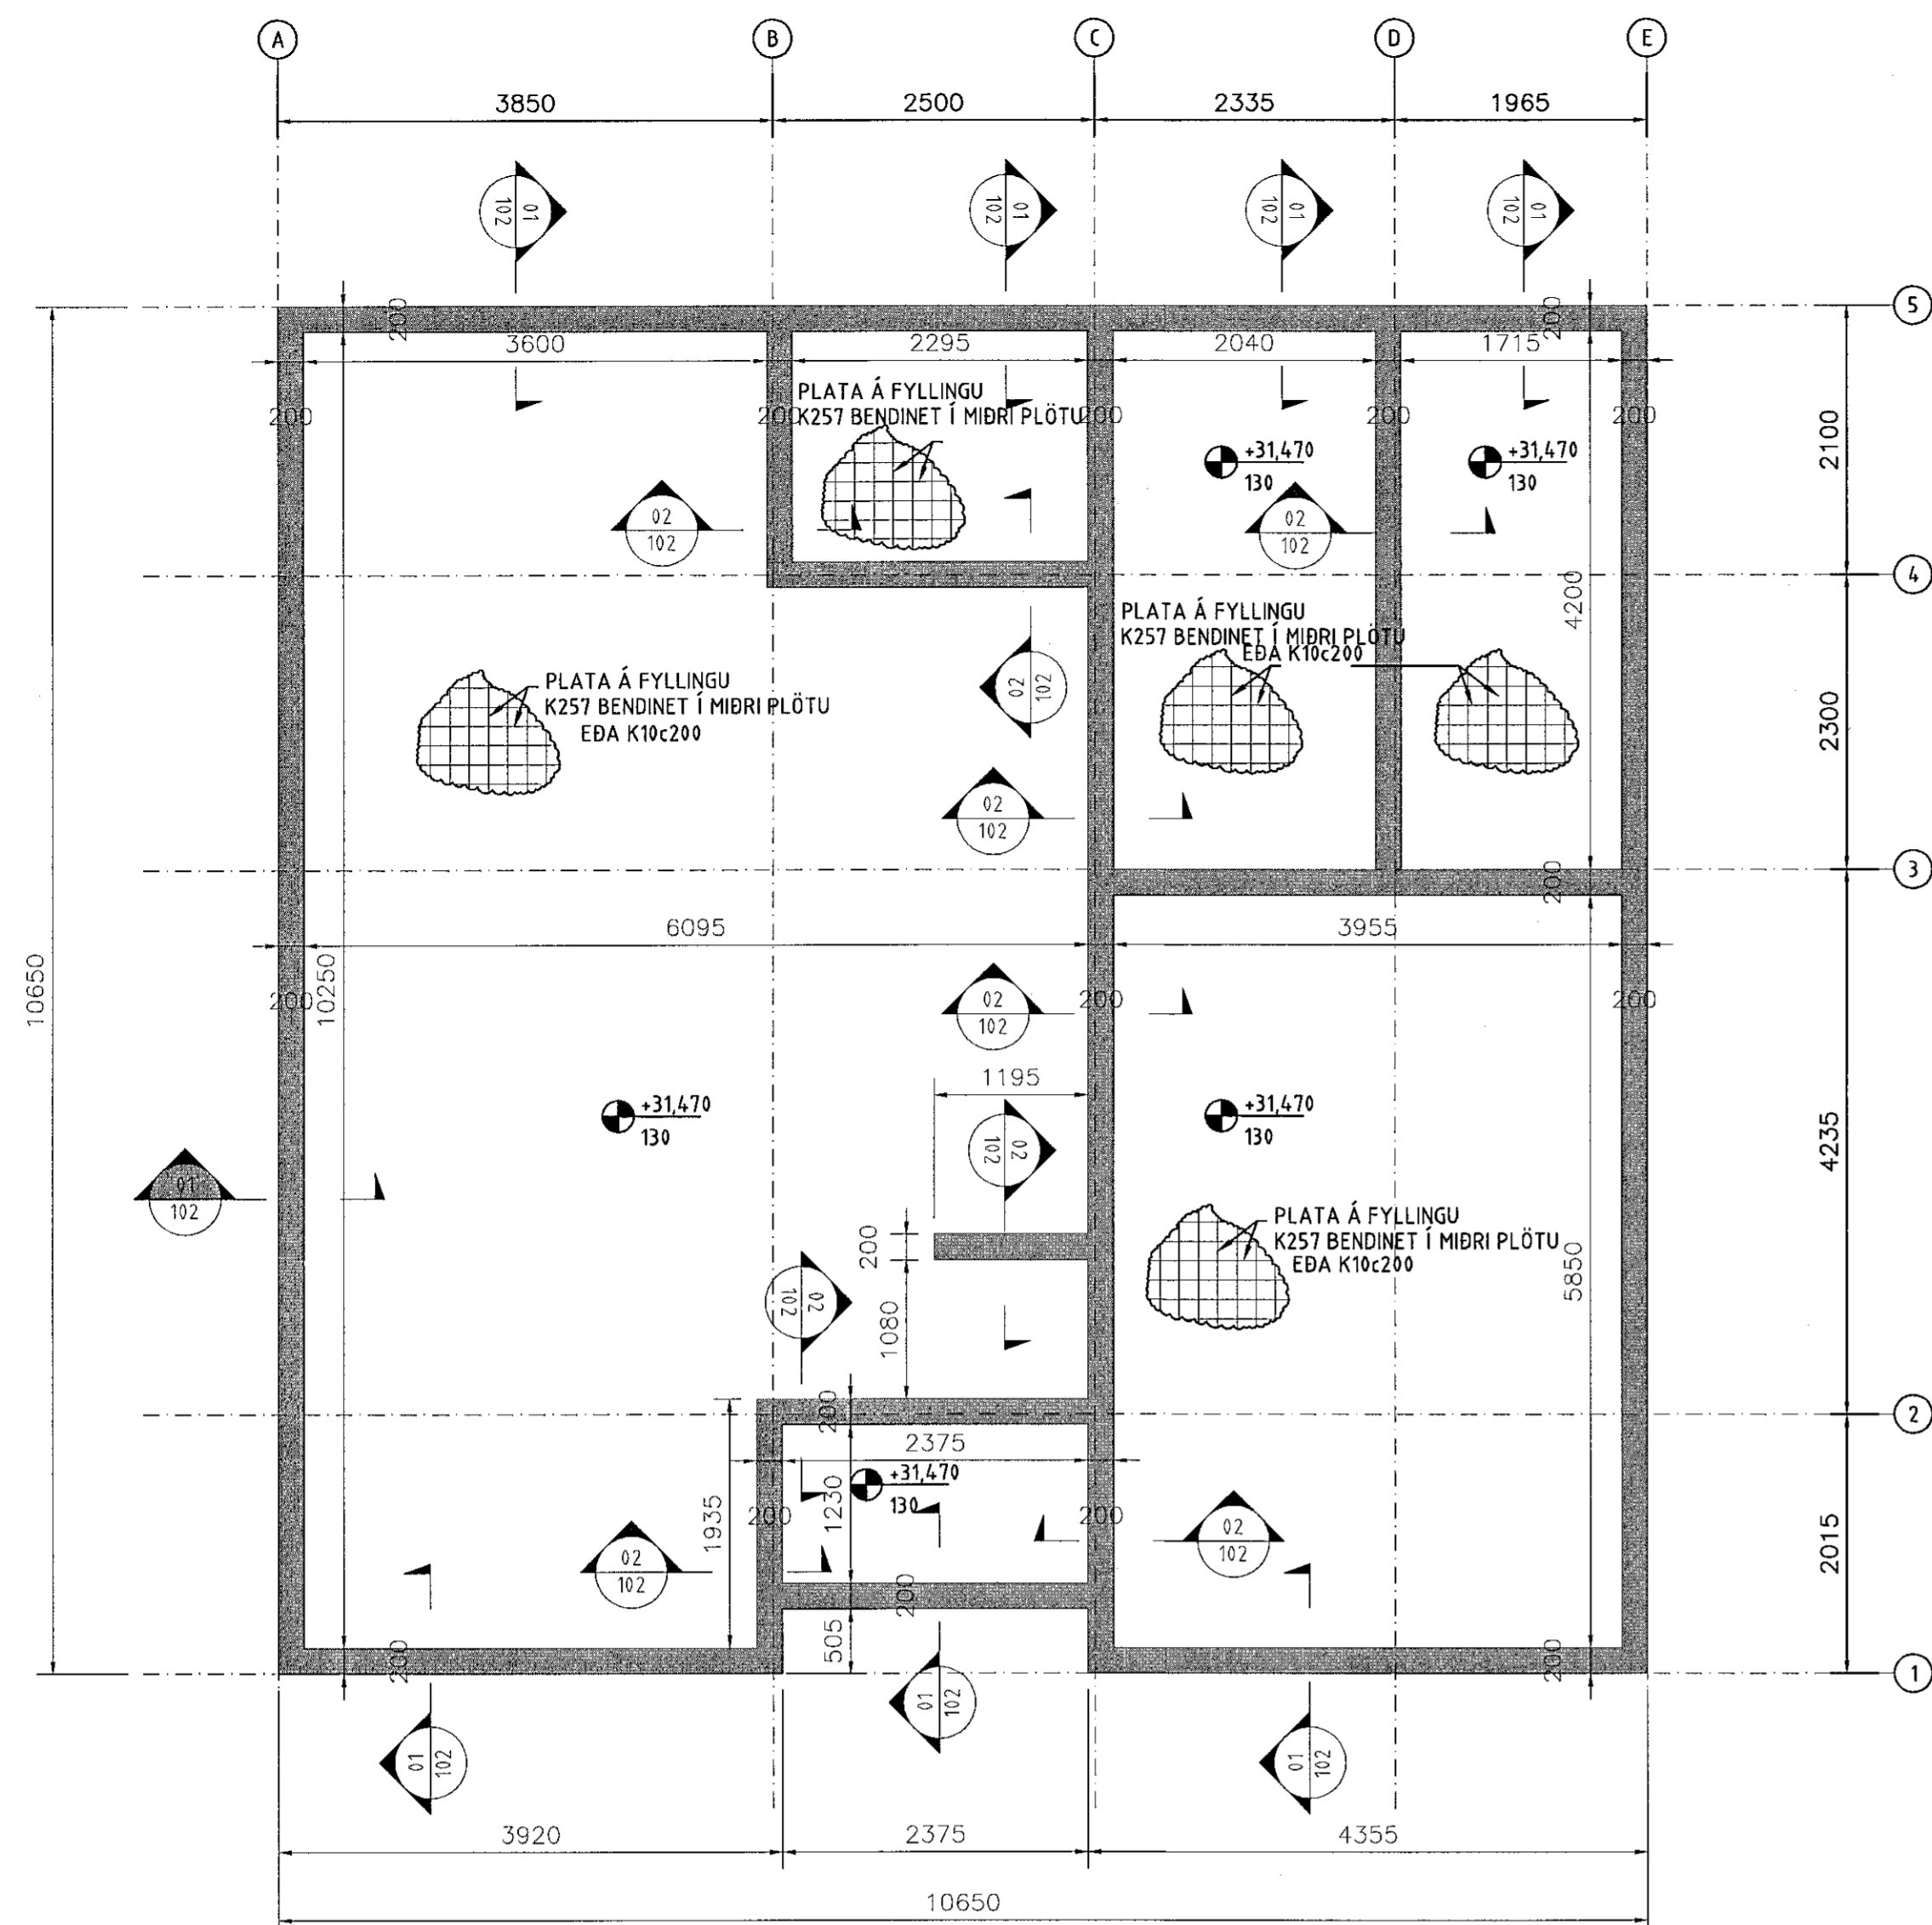 A B C D E
3850 2500 2335 1965
01 102 01 102 01 102 01 102
5
200 200
3600 2295 2040 1715
PLATA Á FYLLINGU
K257 BENDINET Í MIÐRI PLÖTU
200 200 200 200 200
+31,470 +31,470
130 130
2100
02 02
102 102
4
4200
PLATA Á FYLLINGU
K257 BENDINET Í MIÐRI PLÖTU
EÐA K10c200
PLATA Á FYLLINGU
K257 BENDINET Í MIÐRI PLÖTU
EÐA K10c200
02 102
2300
02
102
3
200
6095 3955
10650
10250
200 200 200
02
102
1195
+31,470 +31,470
130 130
02 102
4235
01
102
200
PLATA Á FYLLINGU
K257 BENDINET Í MIÐRI PLÖTU
EÐA K10c200
5850
02 102
1080
200
2
2375
+31,470
130
1935
1230
200 200
2015
02
102
02
102
200
505
200 200
1
01 102
01 102 01 102
3920 2375 4355
10650